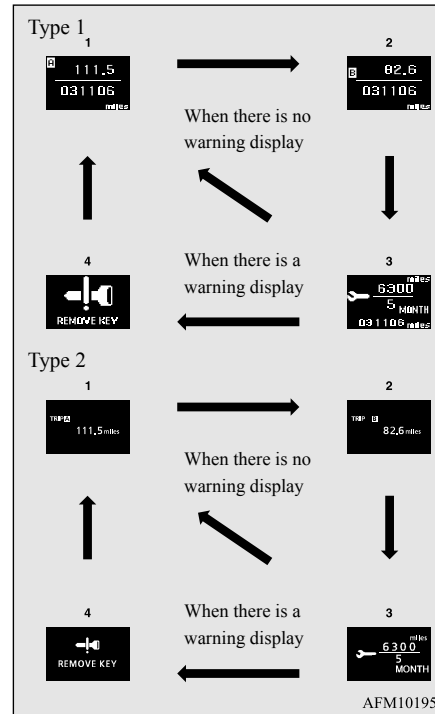 Type 1
1
2
A
111.5
031106
miles
B
82.6
031106
miles
When there is no
warning display
4
3
REMOVE KEY
When there is a
warning display
miles
6300
5 MONTH
031106 miles
Type 2
1
2
TRIP A
111.5 miles
TRIP B
82.6 miles
When there is no
warning display
4
3
REMOVE KEY
When there is a
warning display
miles
6300
5
MONTH
AFM10195